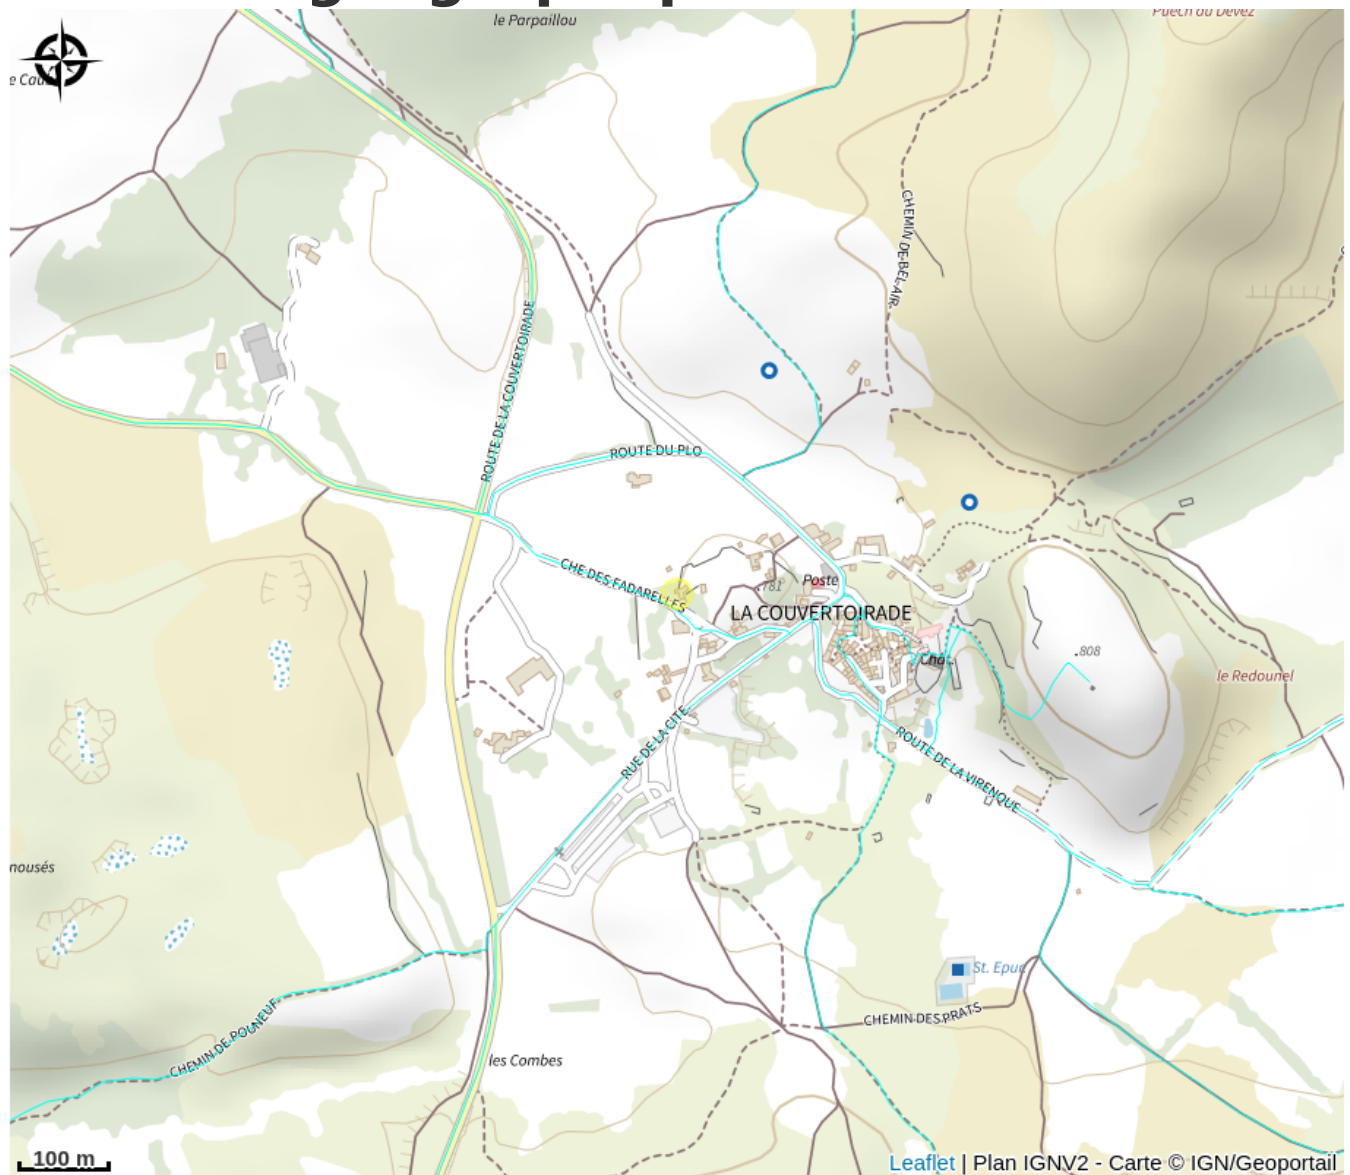 le Parpaillou
Puech du Devez
CHEMIN DE BEL-AIR
ROUTE DE LA COUVERTOIRADE
ROUTE DU PLO
CHE DES FADARELLES
781
Poste
LA COUVERTOIRADE
Chât.
808
le Redounel
RUE DE LA CITE
ROUTE DE LA VIRENQUE
nousés
St. Epur.
CHEMIN DES PRATS
CHEMIN DE POUNEUF
les Combes
100 m
Leaflet | Plan IGNV2 - Carte © IGN/Geoportail